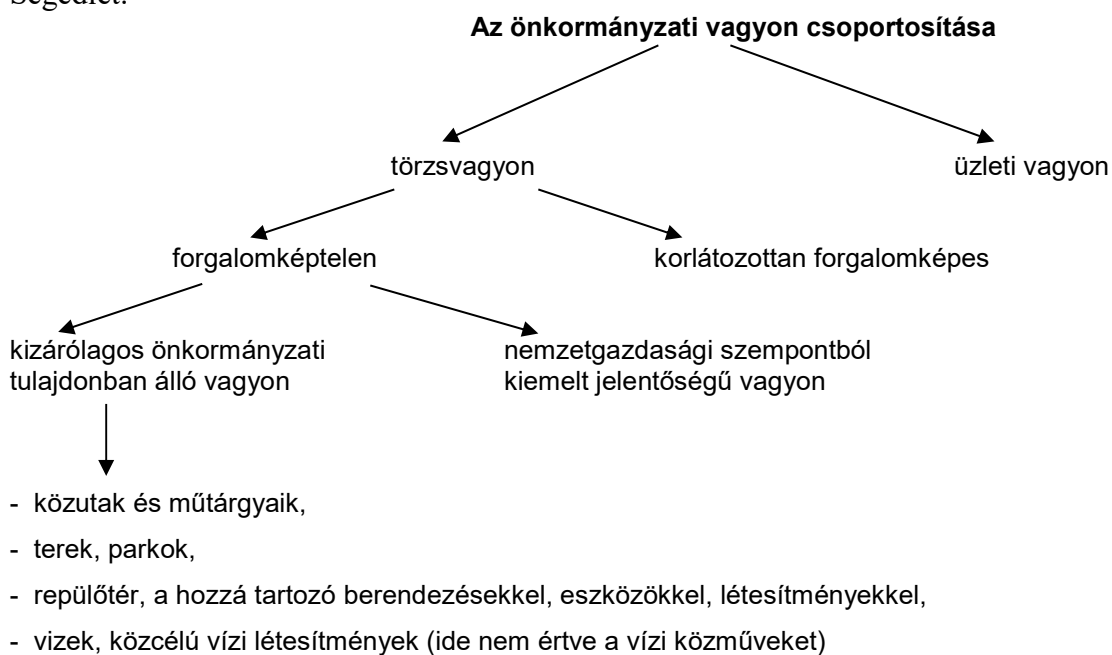 Segédlet:
Az önkormányzati vagyon csoportosítása
törzsvagyon
üzleti vagyon
forgalomképtelen
korlátozottan forgalomképes
kizárólagos önkormányzati
tulajdonban álló vagyon
nemzetgazdasági szempontból
kiemelt jelentőségű vagyon
- közutak és műtárgyaik,
- terek, parkok,
- repülőtér, a hozzá tartozó berendezésekkel, eszközökkel, létesítményekkel,
- vizek, közcélú vízi létesítmények (ide nem értve a vízi közműveket)